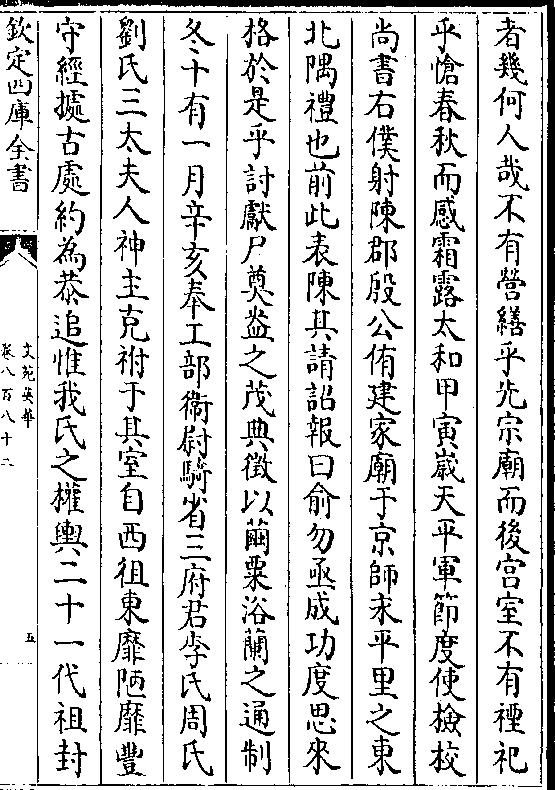 者幾何人哉不有營繕乎先宗廟而後宫室不有禋祀
乎愴春秋而感霜露太和甲寅嵗天平軍節度使檢校
尚書右僕射陳郡殷公侑建家廟于京師永平里之東
北隅禮也前此表陳其請詔報曰俞勿亟成功度思來
格於是乎討獻尸奠盎之茂典徵以繭栗浴蘭之通制
冬十有一月辛亥奉工部衞尉騎省三府君李氏周氏
劉氏三太夫人神主克祔于其室自西徂東靡陋靡豐
守經據古處約為恭追惟我氏之權輿二十一代祖封
欽定四庫全書
文苑英華
卷八百八十二
五